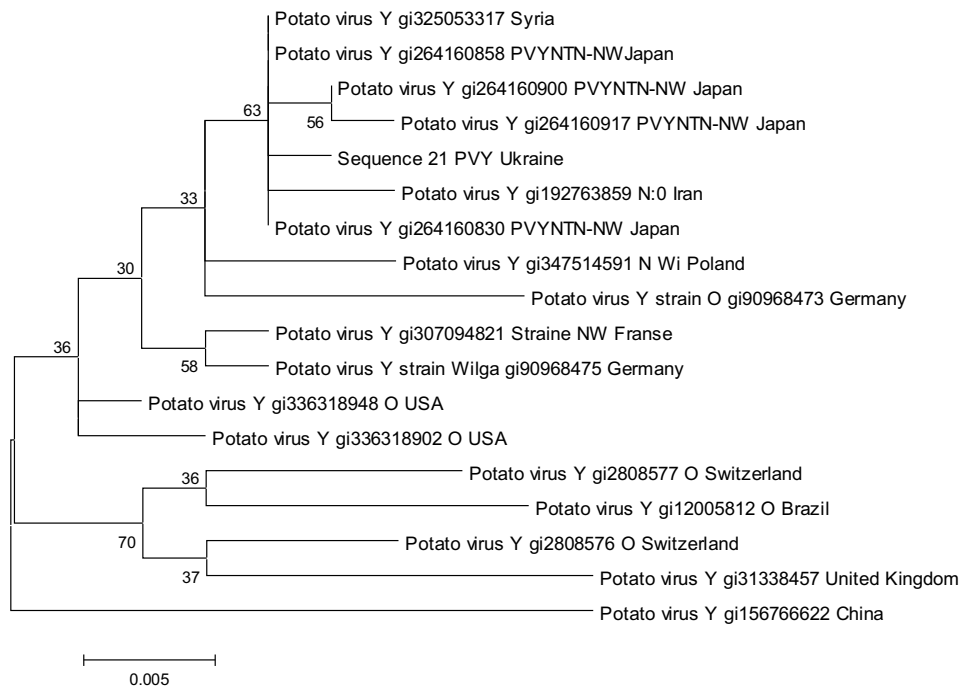 Potato virus Y gi325053317 Syria
Potato virus Y gi264160858 PVYNTN-NWJapan
Potato virus Y gi264160900 PVYNTN-NW Japan
63
56
Potato virus Y gi264160917 PVYNTN-NW Japan
Sequence 21 PVY Ukraine
33
Potato virus Y gi192763859 N:0 Iran
Potato virus Y gi264160830 PVYNTN-NW Japan
30
Potato virus Y gi347514591 N Wi Poland
Potato virus Y strain O gi90968473 Germany
36
Potato virus Y gi307094821 Straine NW Franse
58
Potato virus Y strain Wilga gi90968475 Germany
Potato virus Y gi336318948 O USA
Potato virus Y gi336318902 O USA
36
Potato virus Y gi2808577 O Switzerland
Potato virus Y gi12005812 O Brazil
70
Potato virus Y gi2808576 O Switzerland
37
Potato virus Y gi31338457 United Kingdom
Potato virus Y gi156766622 China
0.005